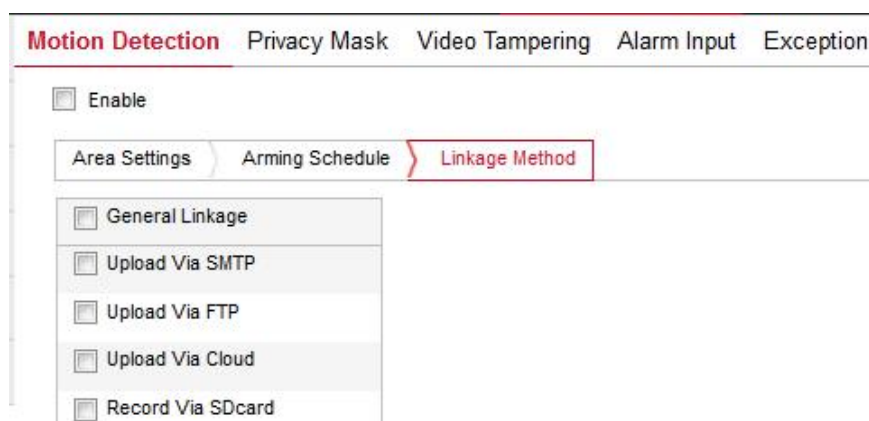 Motion Detection Privacy Mask Video Tampering Alarm Input Exception
Enable
Area Settings Arming Schedule Linkage Method
General Linkage
Upload Via SMTP
Upload Via FTP
Upload Via Cloud
Record Via SDcard